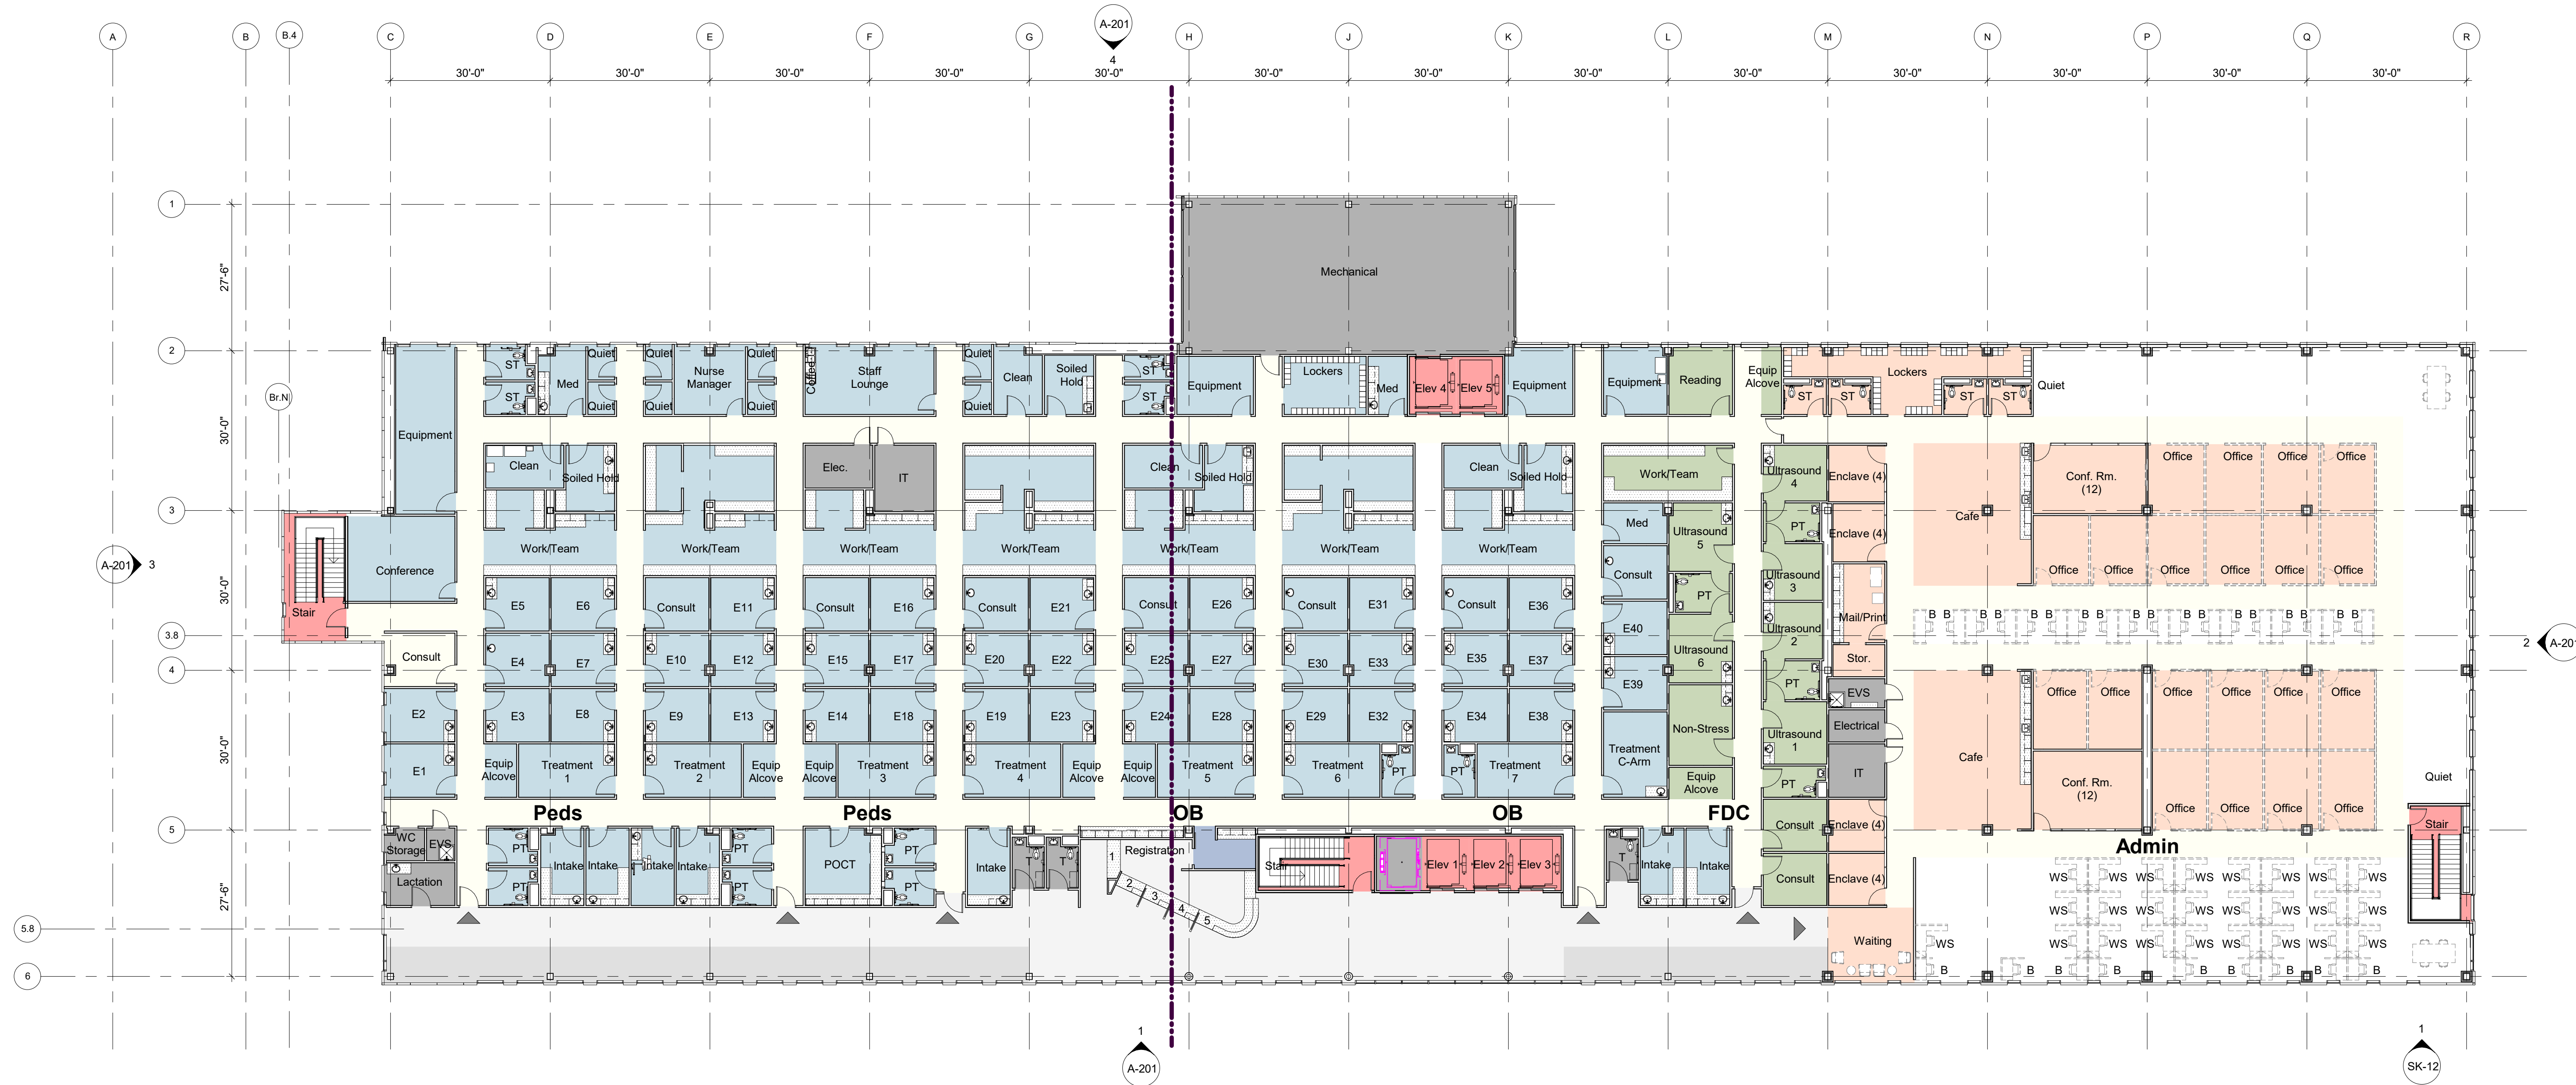 A-201
4
A B B.4 C D E F G H J K L M N P Q R
30'-0" 30'-0" 30'-0" 30'-0" 30'-0" 30'-0" 30'-0" 30'-0" 30'-0" 30'-0" 30'-0" 30'-0" 30'-0"
1
27'-6"
Mechanical
2
ST Quiet Quiet Quiet Coffee Quiet ST
Med Nurse Manager Staff Lounge Clean Soiled Hold Equipment Lockers Med Elev 4 Elev 5 Equipment Equipment Reading Equip Alcove Lockers Quiet
ST Quiet Quiet Quiet Quiet ST ST ST ST ST
Br.N
30'-0"
Equipment
Clean Soiled Hold Elec. IT Clean Soiled Hold Clean Soiled Hold Work/Team Ultrasound 4 Enclave (4) Conf. Rm. (12) Office Office Office Office
3
Med Ultrasound 5 PT Enclave (4) Cafe
Work/Team Work/Team Work/Team Work/Team Work/Team Work/Team Work/Team
A-201 3
30'-0"
Conference Consult Ultrasound 3 Office Office Office Office Office Office
Stair
E5 E6 Consult E11 Consult E16 Consult E21 Consult E26 Consult E31 Consult E36 PT Mail/Print B B B B B B B B B B B B B B B B B B
3.8
E40 Ultrasound 2
2 A-201
Consult E4 E7 E10 E12 E15 E17 E20 E22 E25 E27 E30 E33 E35 E37 Ultrasound 6 Stor.
4
E39 PT EVS Office Office Office Office Office Office
E2 E3 E8 E9 E13 E14 E18 E19 E23 E24 E28 E29 E32 E34 E38 Non-Stress Electrical
30'-0"
Treatment C-Arm Ultrasound 1 Cafe
E1 Equip Alcove Treatment 1 Treatment 2 Equip Alcove Equip Alcove Treatment 3 Treatment 4 Equip Alcove Equip Alcove Treatment 5 Treatment 6 PT PT Treatment 7 Equip Alcove PT IT Conf. Rm. (12) Quiet
Office Office Office Office
Peds Peds OB OB FDC
5
Stair
WC Storage EVS PT PT PT Registration Consult Enclave (4)
Admin
Intake Intake Intake Intake POCT Intake T T 1 Stair Elev 1 Elev 2 Elev 3 T Intake Intake
Lactation PT PT PT 2 3 4 5 Consult Enclave (4)
27'-6"
WS WS WS WS WS WS WS WS
WS WS WS WS WS WS WS WS
5.8
Waiting WS WS WS WS WS WS WS WS WS
B B B B B B B B
6
1
A-201
1
SK-12